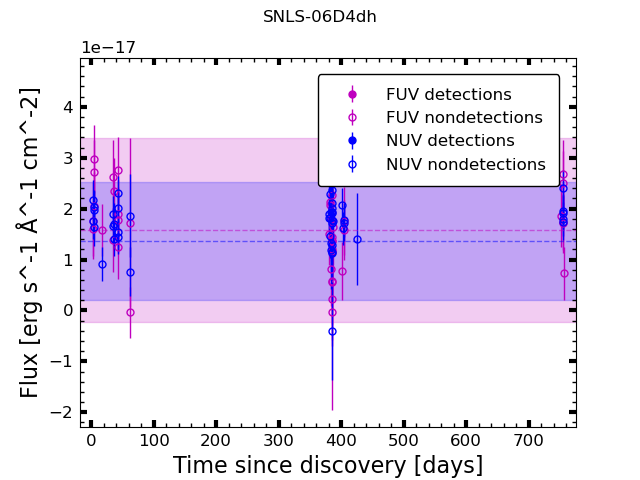 SNLS-06D4dh
1e−17
FUV detections
FUV nondetections
NUV detections
NUV nondetections
4
3
2
1
0
−1
−2
Flux [erg s^-1 Å^-1 cm^-2]
0 100 200 300 400 500 600 700
Time since discovery [days]